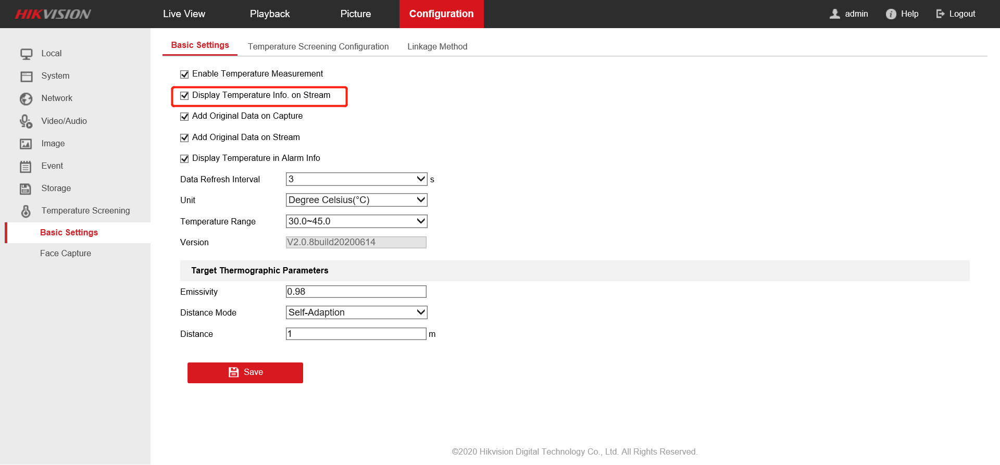 HIKVISION Live View Playback Picture Configuration admin Help Logout
Local
System
Network
Video/Audio
Image
Event
Storage
Temperature Screening
Basic Settings
Face Capture
Basic Settings Temperature Screening Configuration Linkage Method
Enable Temperature Measurement
Display Temperature Info. on Stream
Add Original Data on Capture
Add Original Data on Stream
Display Temperature in Alarm Info
Data Refresh Interval 3 s
Unit Degree Celsius(°C)
Temperature Range 30.0~45.0
Version V2.0.8build20200614
Target Thermographic Parameters
Emissivity 0.98
Distance Mode Self-Adaption
Distance 1 m
Save
©2020 Hikvision Digital Technology Co., Ltd. All Rights Reserved.